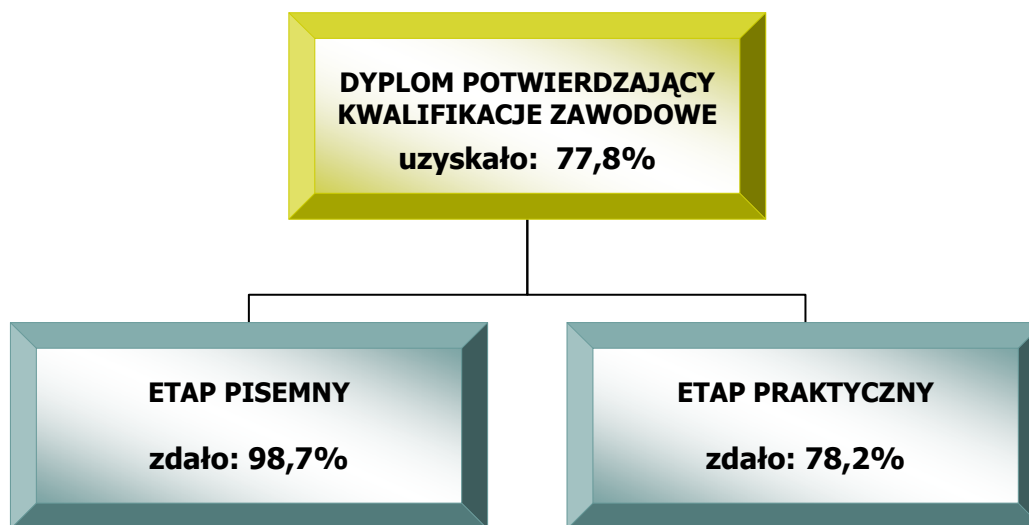 DYPLOM POTWIERDZAJĄCY
KWALIFIKACJE ZAWODOWE
uzyskało: 77,8%
ETAP PISEMNY
zdało: 98,7%
ETAP PRAKTYCZNY
zdało: 78,2%